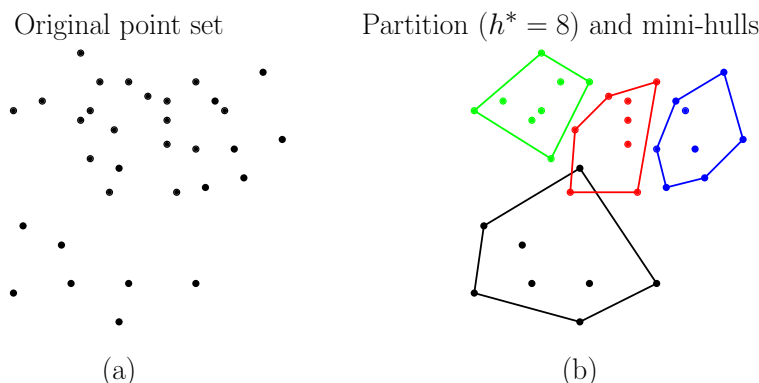 Original point set
Partition (h* = 8) and mini-hulls
(a)
(b)